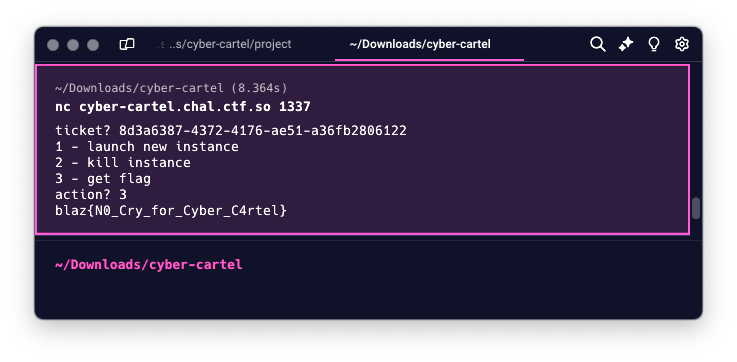 ..s/cyber-cartel/project
~/Downloads/cyber-cartel
~/Downloads/cyber-cartel (8.364s)
nc cyber-cartel.chal.ctf.so 1337
ticket? 8d3a6387-4372-4176-ae51-a36fb2806122
1 - launch new instance
2 - kill instance
3 - get flag
action? 3
blaz{N0_Cry_for_Cyber_C4rtel}
~/Downloads/cyber-cartel